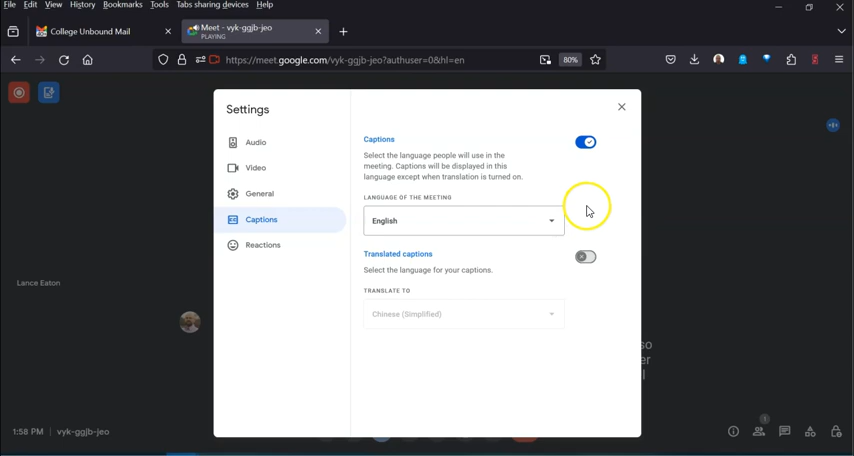 File Edit View History Bookmarks Tools Tabs sharing devices Help
College Unbound Mail
Meet - vyk-ggjb-jeo
PLAYING
https://meet.google.com/vyk-ggjb-jeo?authuser=0&hl=en
80%
Settings
Audio
Video
General
Captions
Reactions
Captions
Select the language people will use in the
meeting. Captions will be displayed in this
language except when translation is turned on.
LANGUAGE OF THE MEETING
English
Translated captions
Select the language for your captions.
TRANSLATE TO
Chinese (Simplified)
Lance Eaton
so
er
1:58 PM | vyk-ggjb-jeo
1